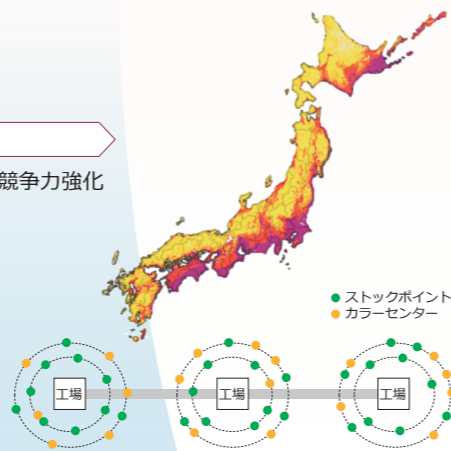 競争力強化
ストックポイント
カラーセンター
工場
工場
工場